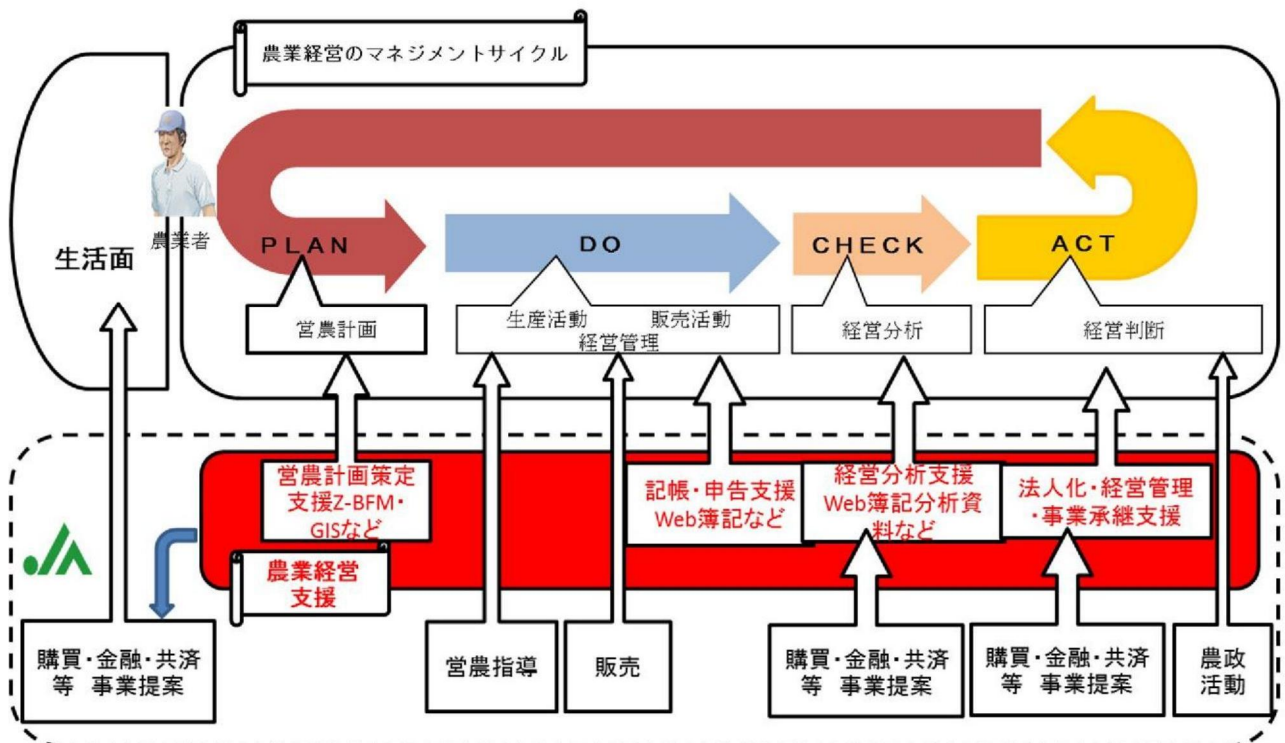 農業経営のマネジメントサイクル
農業者
生活面
PLAN
DO
CHECK
ACT
営農計画
生産活動 販売活動
経営管理
経営分析
経営判断
営農計画策定
支援Z-BFM・
GISなど
記帳・申告支援
Web簿記など
経営分析支援
Web簿記分析資
料など
法人化・経営管理
・事業承継支援
JA
農業経営
支援
購買・金融・共済
等 事業提案
営農指導
販売
購買・金融・共済
等 事業提案
購買・金融・共済
等 事業提案
農政
活動